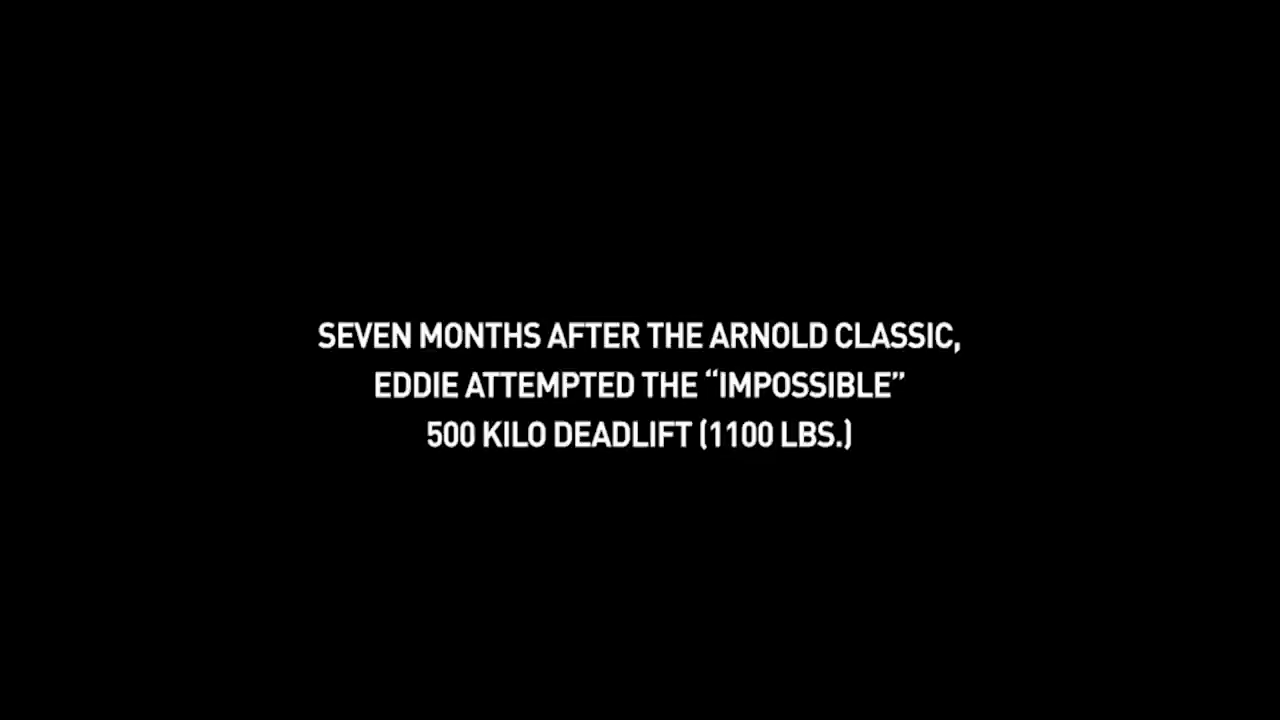 SEVEN MONTHS AFTER THE ARNOLD CLASSIC,
EDDIE ATTEMPTED THE “IMPOSSIBLE”
500 KILO DEADLIFT (1100 LBS.)